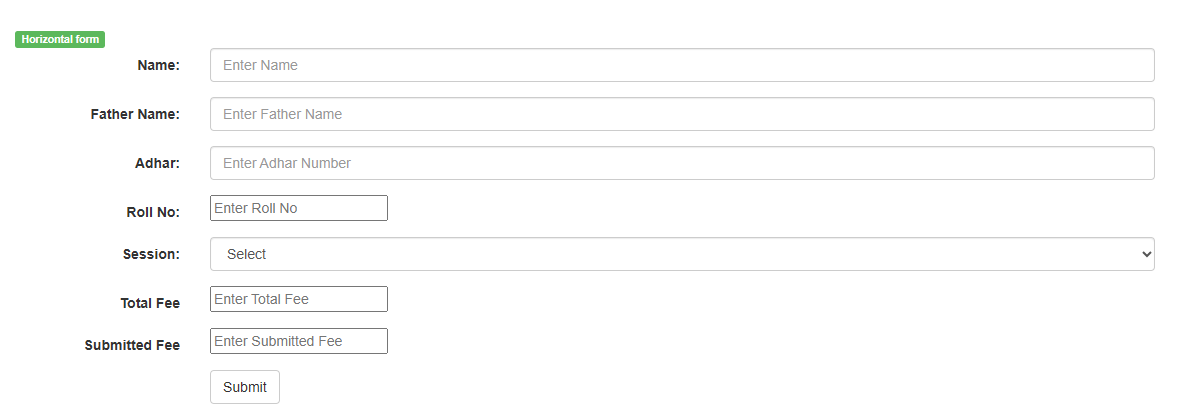 Horizontal form
Name: Enter Name
Father Name: Enter Father Name
Adhar: Enter Adhar Number
Roll No: Enter Roll No
Session: Select
Total Fee Enter Total Fee
Submitted Fee Enter Submitted Fee
Submit